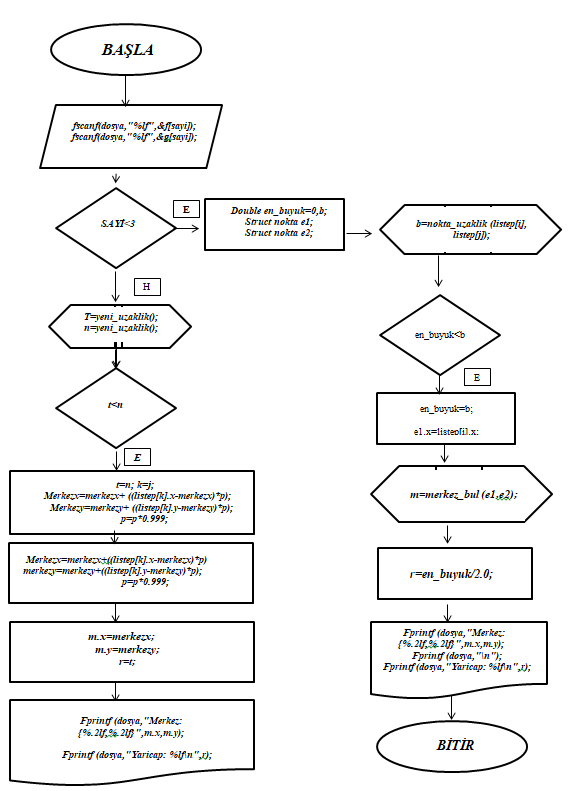 BAŞLA
fscanf(dosya,"%lf",&f[sayi]);
fscanf(dosya,"%lf",&g[sayi]);
SAYİ<3
E
Double en_buyuk=0,b;
Struct nokta e1;
Struct nokta e2;
b=nokta_uzaklik (listep[i],
listep[j]);
H
T=yeni_uzaklik();
n=yeni_uzaklik();
t<n
E
t=n; k=j;
Merkezx=merkezx+ ((listep[k].x-merkezx)*p);
Merkezy=merkezy+ ((listep[k].y-merkezy)*p);
p=p*0.999;
Merkezx=merkezx+((listep[k].x-merkezx)*p)
merkezy=merkezy+((listep[k].y-merkezy)*p);
p=p*0.999;
m.x=merkezx;
m.y=merkezy;
r=t;
Fprintf (dosya,"Merkez:
{%.2lf,%.2lf}",m.x,m.y);
Fprintf (dosya,"Yaricap: %lf\n",r);
en_buyuk<b
E
en_buyuk=b;
e1.x=listep[i].x;
m=merkez_bul (e1,e2);
r=en_buyuk/2.0;
Fprintf (dosya,"Merkez:
{%.2lf,%.2lf}",m.x,m.y);
Fprintf (dosya,"\n");
Fprintf (dosya,"Yaricap: %lf\n",r);
BİTİR